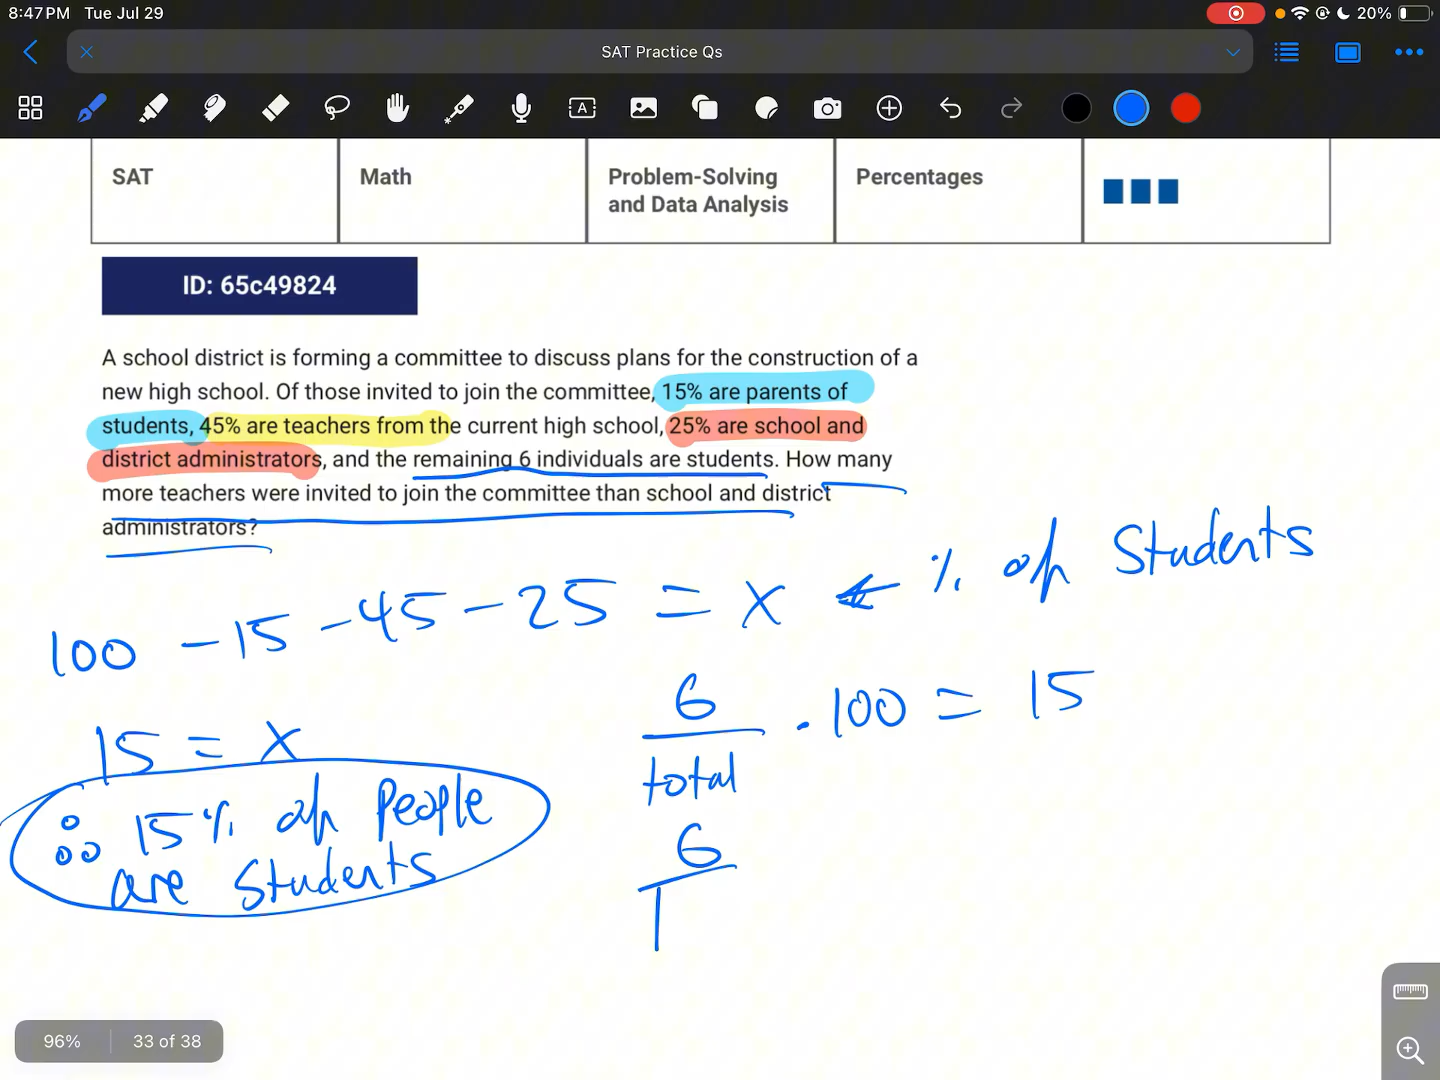 8:47 PM Tue Jul 29
20%
SAT Practice Qs
A
SAT
Math
Problem-Solving
and Data Analysis
Percentages
ID: 65c49824
A school district is forming a committee to discuss plans for the construction of a
new high school. Of those invited to join the committee, 15% are parents of
students, 45% are teachers from the current high school, 25% are school and
district administrators, and the remaining 6 individuals are students. How many
more teachers were invited to join the committee than school and district
administrators?
100 - 15 - 45 - 25 = x ← % of Students
15 = x
∴ 15% of People
are Students
6
total
· 100 = 15
6
96% 33 of 38